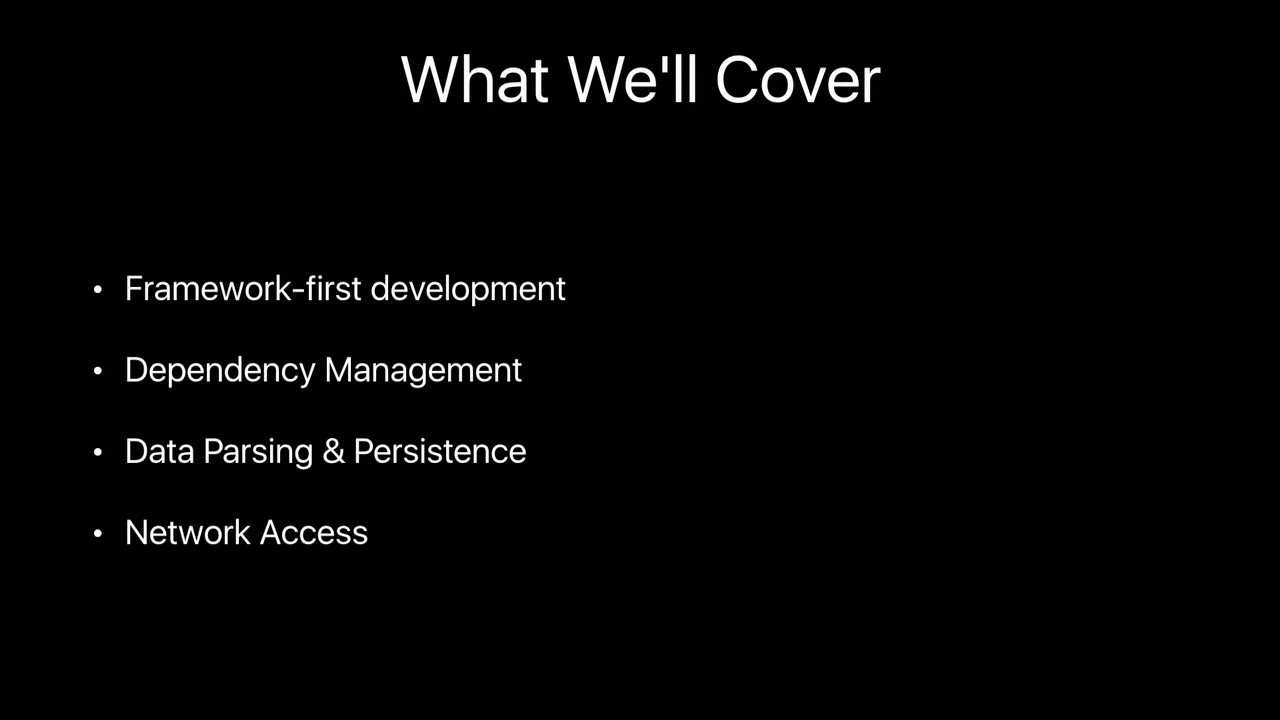 What We'll Cover
• Framework-first development
• Dependency Management
• Data Parsing & Persistence
• Network Access